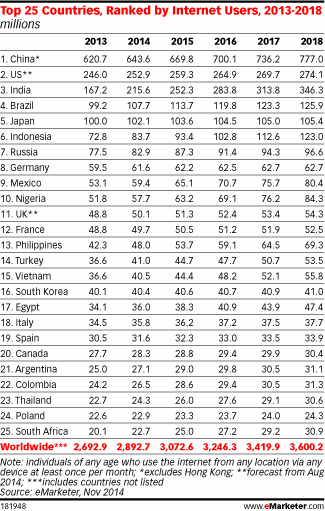 Top 25 Countries, Ranked by Internet Users, 2013-2018
millions
2013 2014 2015 2016 2017 2018
1. China* 620.7 643.6 669.8 700.1 736.2 777.0
2. US** 246.0 252.9 259.3 264.9 269.7 274.1
3. India 167.2 215.6 252.3 283.8 313.8 346.3
4. Brazil 99.2 107.7 113.7 119.8 123.3 125.9
5. Japan 100.0 102.1 103.6 104.5 105.0 105.4
6. Indonesia 72.8 83.7 93.4 102.8 112.6 123.0
7. Russia 77.5 82.9 87.3 91.4 94.3 96.6
8. Germany 59.5 61.6 62.2 62.5 62.7 62.7
9. Mexico 53.1 59.4 65.1 70.7 75.7 80.4
10. Nigeria 51.8 57.7 63.2 69.1 76.2 84.3
11. UK** 48.8 50.1 51.3 52.4 53.4 54.3
12. France 48.8 49.7 50.5 51.2 51.9 52.5
13. Philippines 42.3 48.0 53.7 59.1 64.5 69.3
14. Turkey 36.6 41.0 44.7 47.7 50.7 53.5
15. Vietnam 36.6 40.5 44.4 48.2 52.1 55.8
16. South Korea 40.1 40.4 40.6 40.7 40.9 41.0
17. Egypt 34.1 36.0 38.3 40.9 43.9 47.4
18. Italy 34.5 35.8 36.2 37.2 37.5 37.7
19. Spain 30.5 31.6 32.3 33.0 33.5 33.9
20. Canada 27.7 28.3 28.8 29.4 29.9 30.4
21. Argentina 25.0 27.1 29.0 29.8 30.5 31.1
22. Colombia 24.2 26.5 28.6 29.4 30.5 31.3
23. Thailand 22.7 24.3 26.0 27.6 29.1 30.6
24. Poland 22.6 22.9 23.3 23.7 24.0 24.3
25. South Africa 20.1 22.7 25.0 27.2 29.2 30.9
Worldwide*** 2,692.9 2,892.7 3,072.6 3,246.3 3,419.9 3,600.2
Note: individuals of any age who use the internet from any location via any
device at least once per month; *excludes Hong Kong; **forecast from Aug
2014; ***includes countries not listed
Source: eMarketer, Nov 2014
181948 www.eMarketer.com